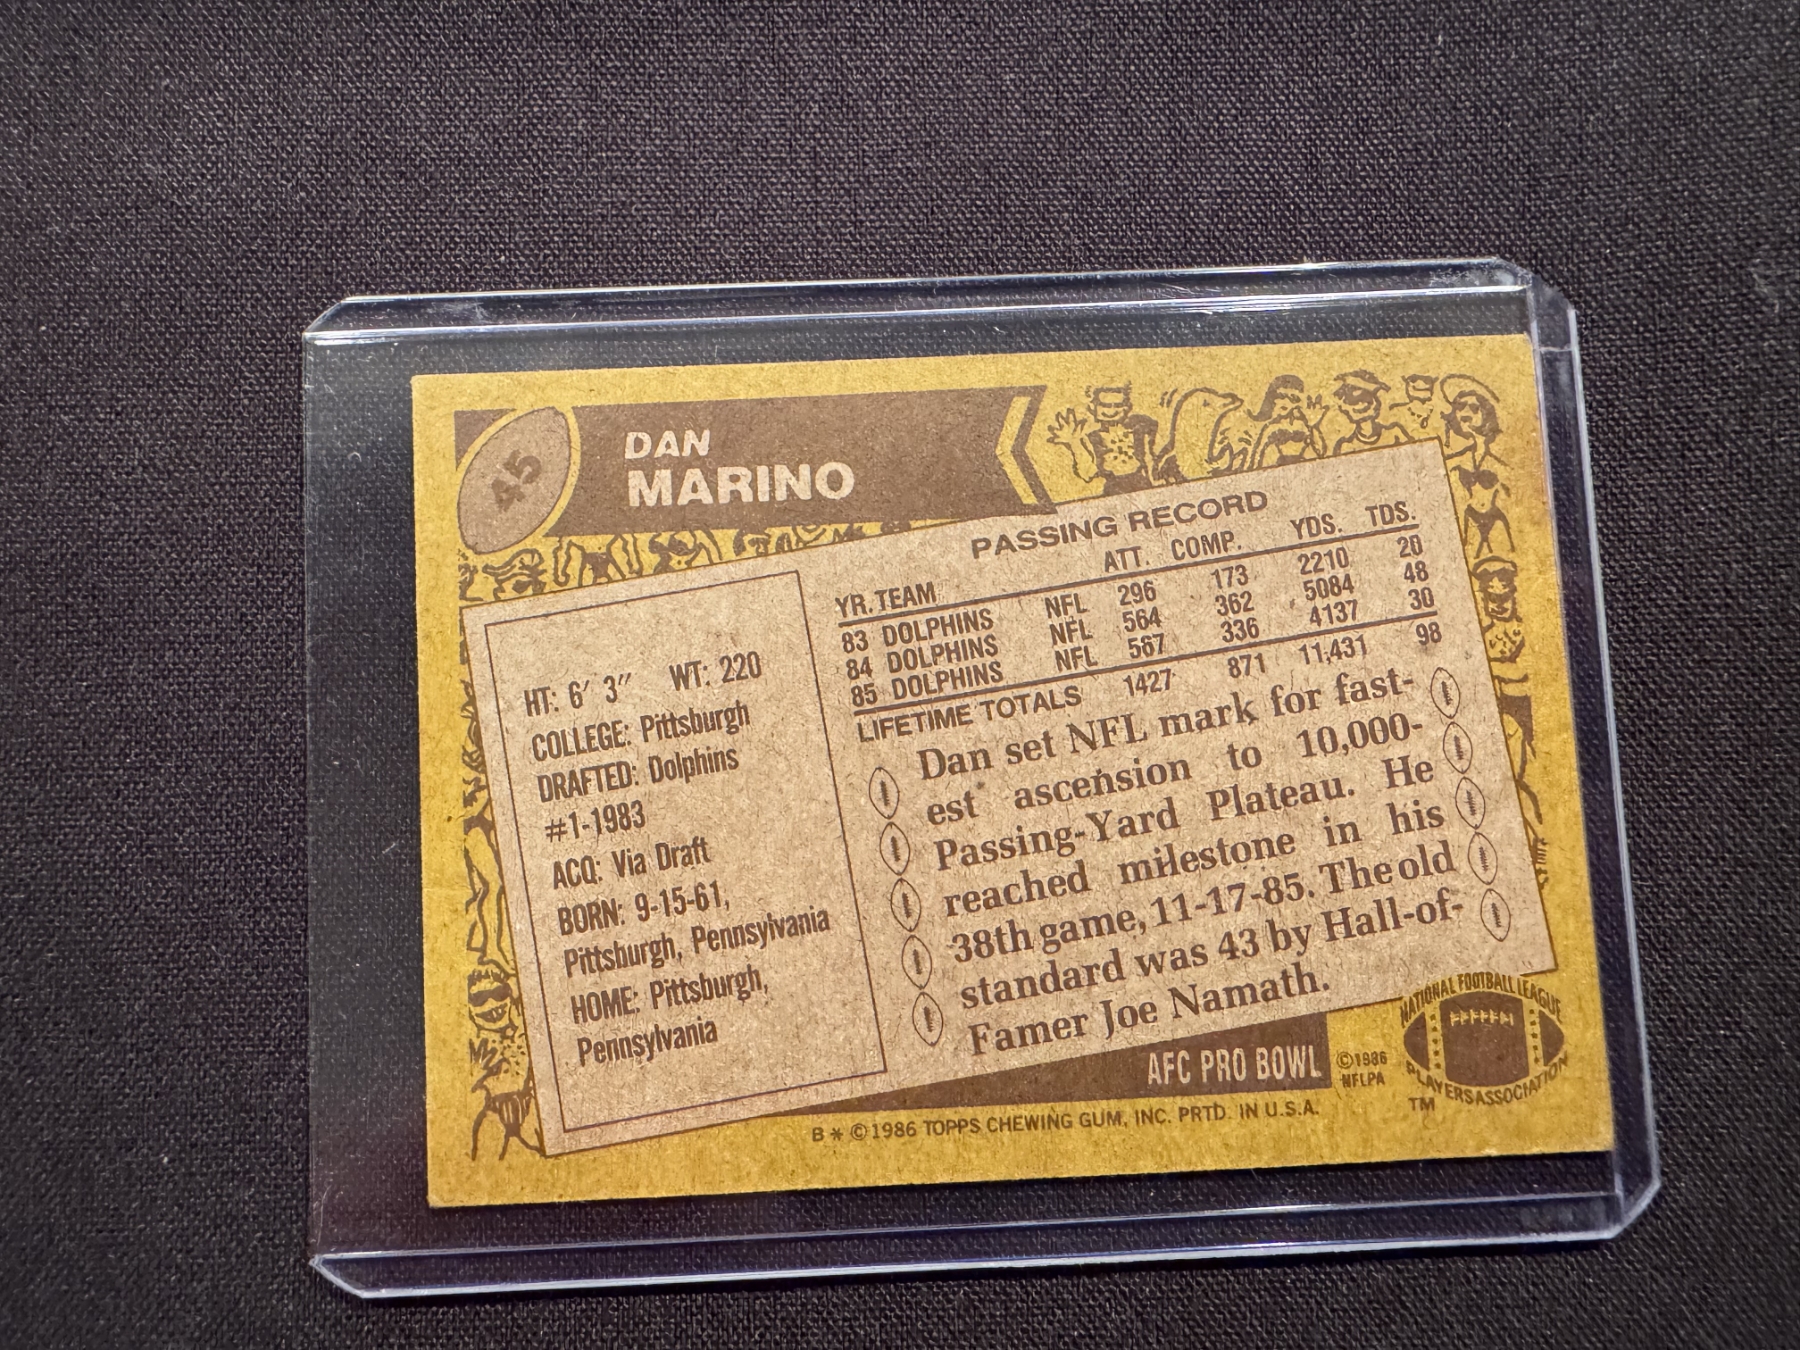 45
DAN
MARINO
PASSING RECORD
YR. TEAM ATT. COMP. YDS. TDS.
83 DOLPHINS NFL 296 173 2210 20
84 DOLPHINS NFL 564 362 5084 48
85 DOLPHINS NFL 567 336 4137 30
LIFETIME TOTALS 1427 871 11,431 98
HT: 6' 3" WT: 220
COLLEGE: Pittsburgh
DRAFTED: Dolphins
#1-1983
ACQ: Via Draft
BORN: 9-15-61,
Pittsburgh, Pennsylvania
HOME: Pittsburgh,
Pennsylvania
Dan set NFL mark for fast-
est ascension to 10,000-
Passing-Yard Plateau. He
reached milestone in his
38th game, 11-17-85. The old
standard was 43 by Hall-of-
Famer Joe Namath.
AFC PRO BOWL
©1986
NFLPA
NATIONAL FOOTBALL LEAGUE
PLAYERS ASSOCIATION
TM
B * © 1986 TOPPS CHEWING GUM, INC. PRTD. IN U.S.A.